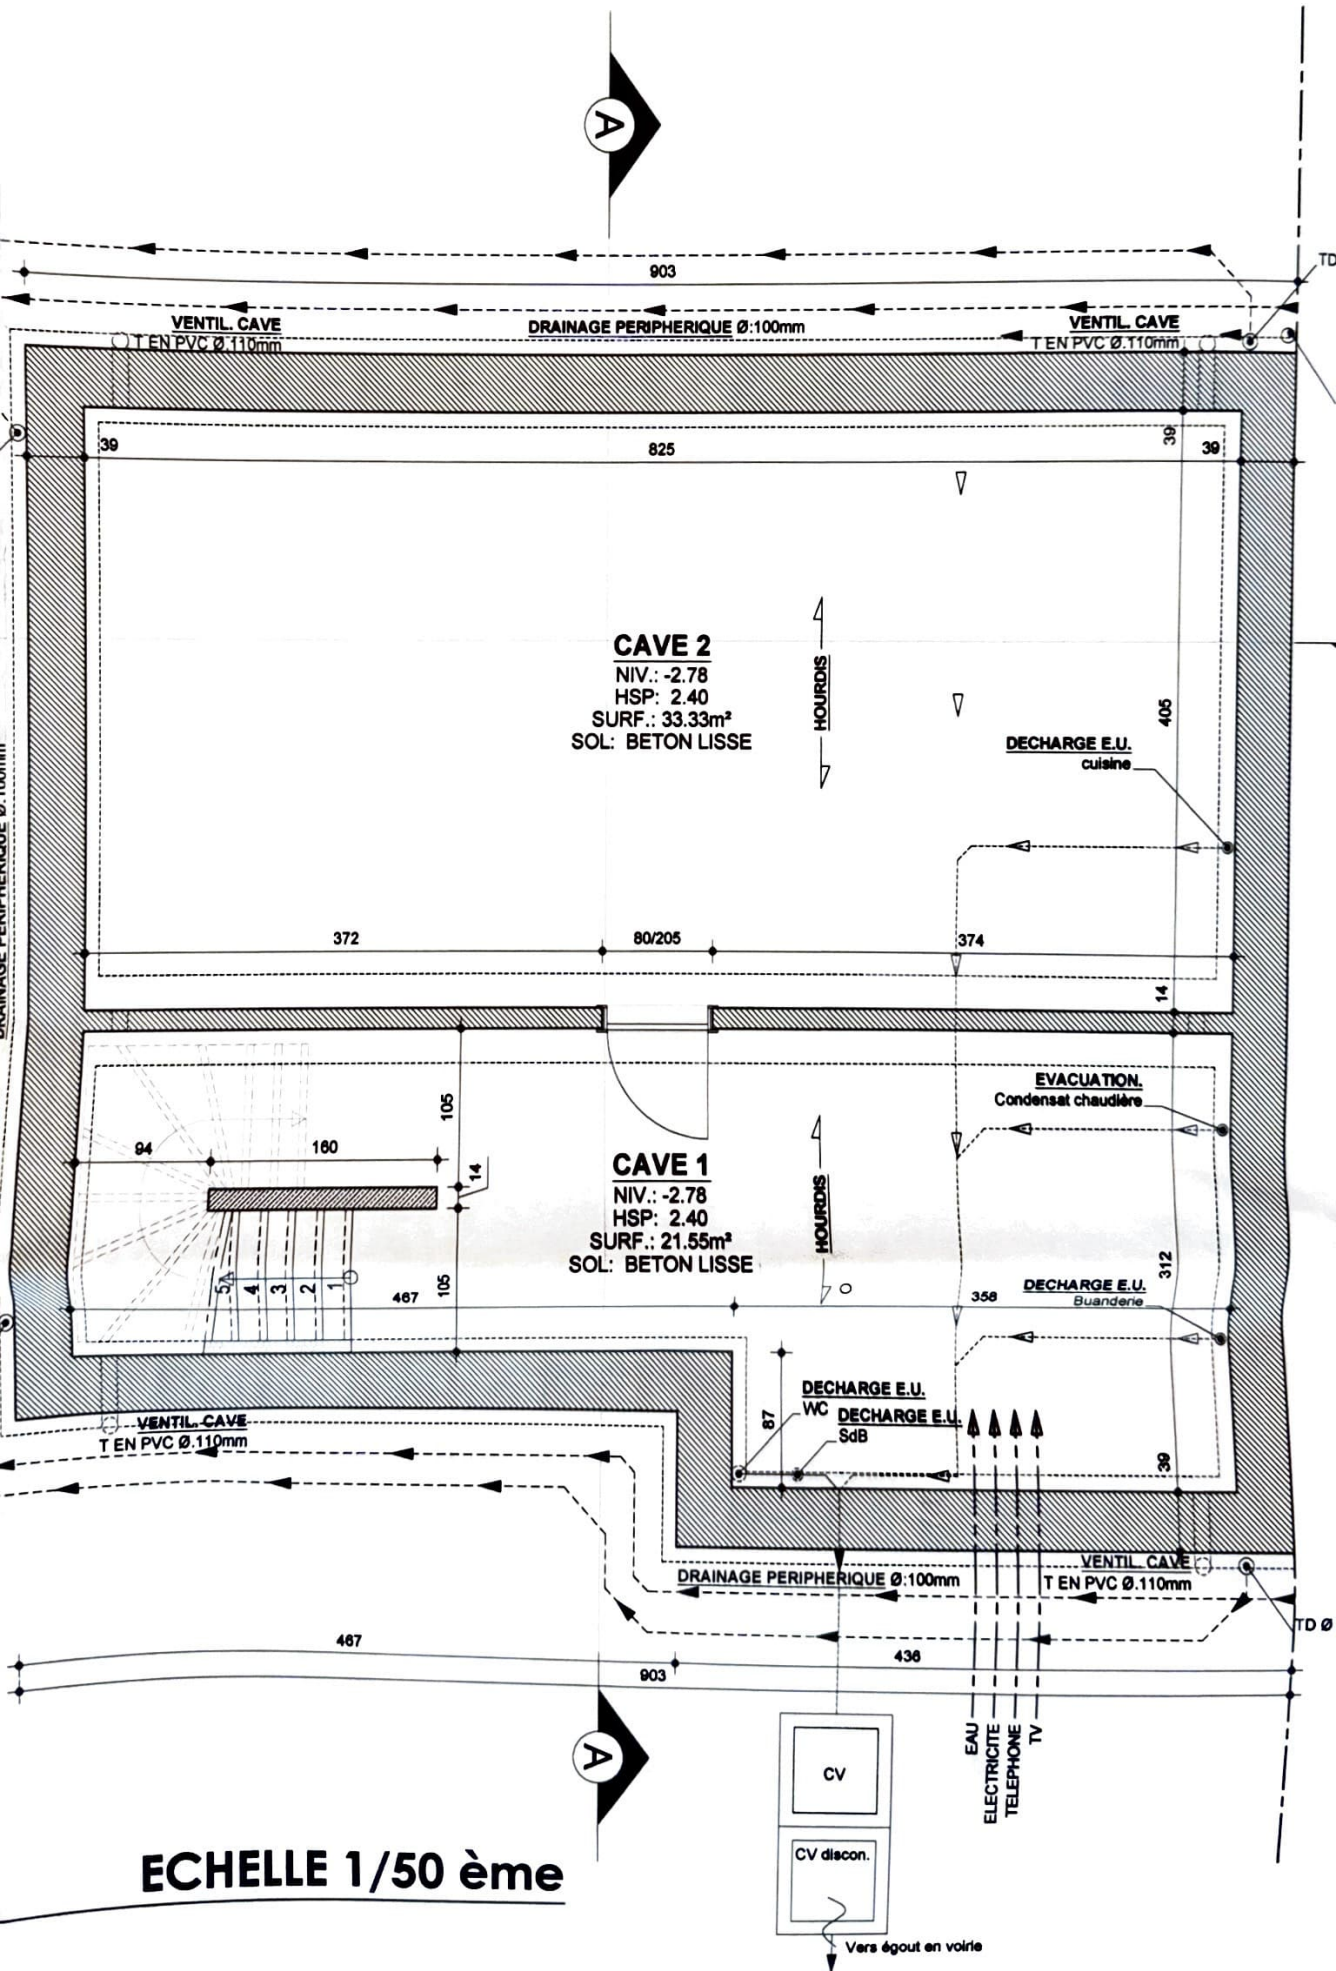 A
903
TD
VENTIL. CAVE
T EN PVC Ø.110mm
DRAINAGE PERIPHERIQUE Ø:100mm
VENTIL. CAVE
T EN PVC Ø.110mm
39
825
39
39
CAVE 2
NIV.: -2.78
HSP: 2.40
SURF.: 33.33m²
SOL: BETON LISSE
HOURDIS
405
DECHARGE E.U.
cuisine
DRAINAGE PERIPHERIQUE Ø:100mm
372
80/205
374
14
105
EVACUATION.
Condensat chaudière
94
160
14
CAVE 1
NIV.: -2.78
HSP: 2.40
SURF.: 21.55m²
SOL: BETON LISSE
HOURDIS
312
5 4 3 2 1
467
105
358
DECHARGE E.U.
Buanderie
DECHARGE E.U.
WC
87
DECHARGE E.U.
SdB
39
VENTIL. CAVE
T EN PVC Ø.110mm
DRAINAGE PERIPHERIQUE Ø:100mm
VENTIL. CAVE
T EN PVC Ø.110mm
TD Ø
467
436
903
EAU
ELECTRICITE
TELEPHONE
TV
A
CV
CV discon.
ECHELLE 1/50 ème
Vers égout en voirie